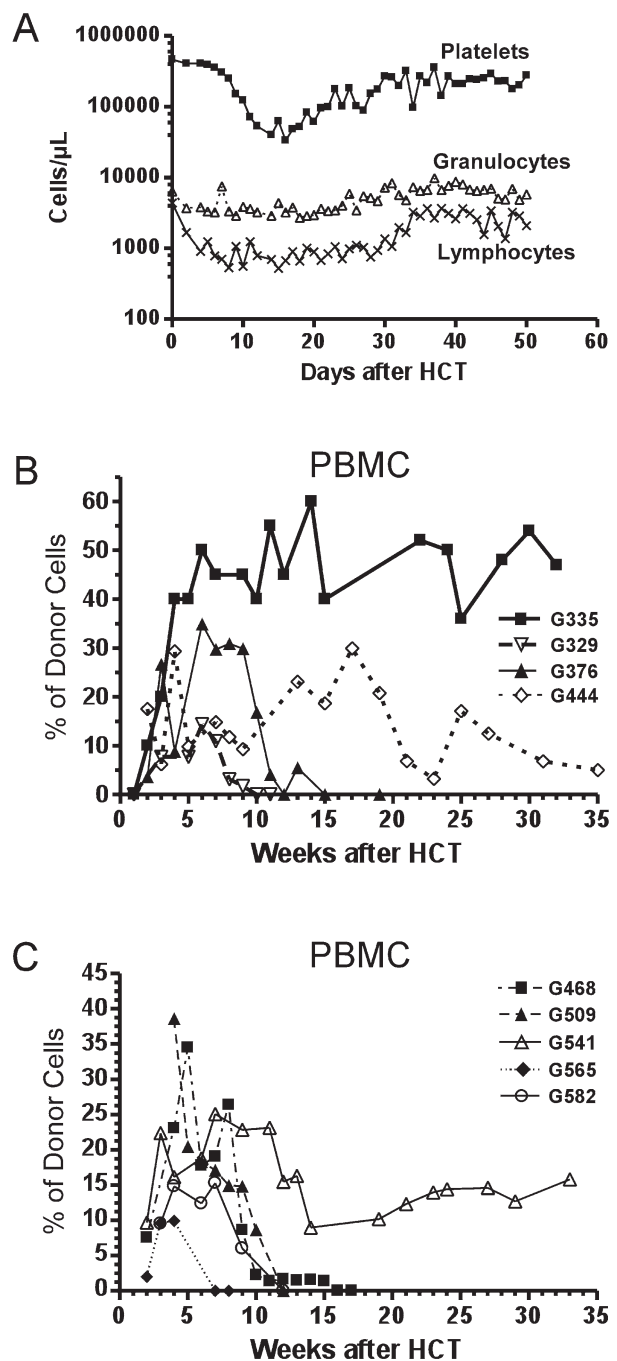 A
1000000
100000
10000
1000
100
Cells/µL
Platelets
Granulocytes
Lymphocytes
0 10 20 30 40 50 60
Days after HCT
B
PBMC
60
50
40
30
20
10
0
% of Donor Cells
G335
G329
G376
G444
0 5 10 15 20 25 30 35
Weeks after HCT
C
PBMC
45
40
35
30
25
20
15
10
5
0
% of Donor Cells
G468
G509
G541
G565
G582
0 5 10 15 20 25 30 35
Weeks after HCT